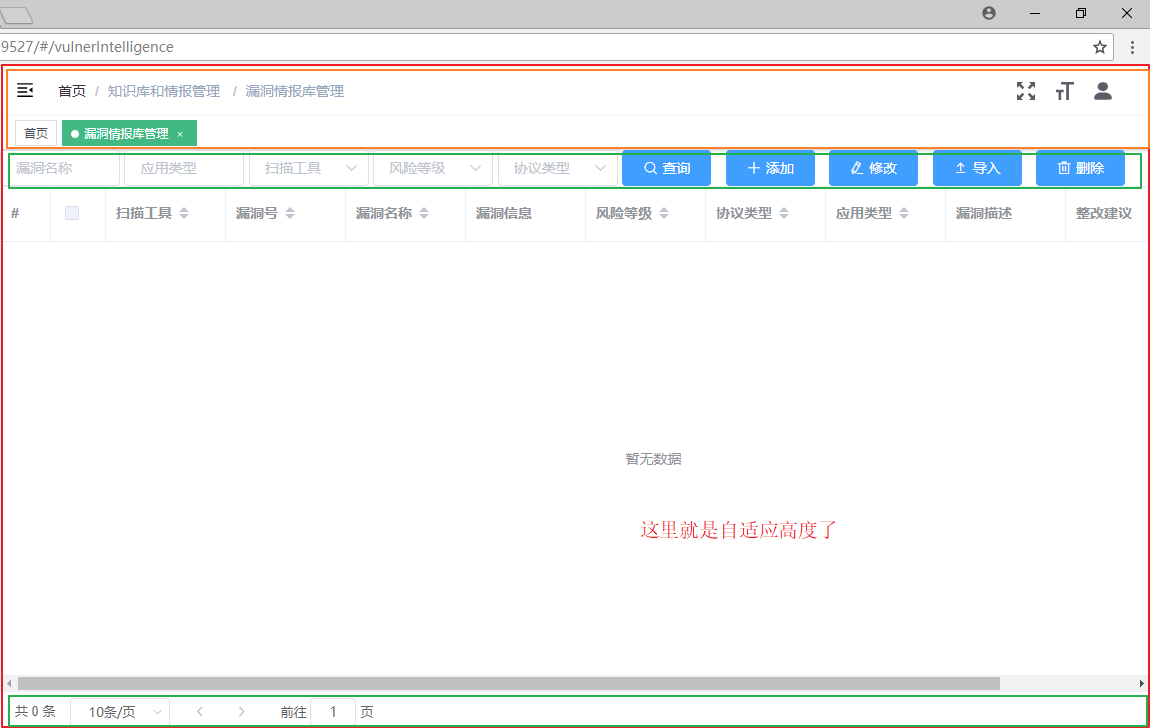 9527/#/vulnerIntelligence
首页 / 知识库和情报管理 / 漏洞情报库管理
首页 漏洞情报库管理 ×
漏洞名称 应用类型 扫描工具 风险等级 协议类型 查询 添加 修改 导入 删除
# 扫描工具 漏洞号 漏洞名称 漏洞信息 风险等级 协议类型 应用类型 漏洞描述 整改建议
暂无数据
这里就是自适应高度了
共 0 条 10条/页 前往 1 页